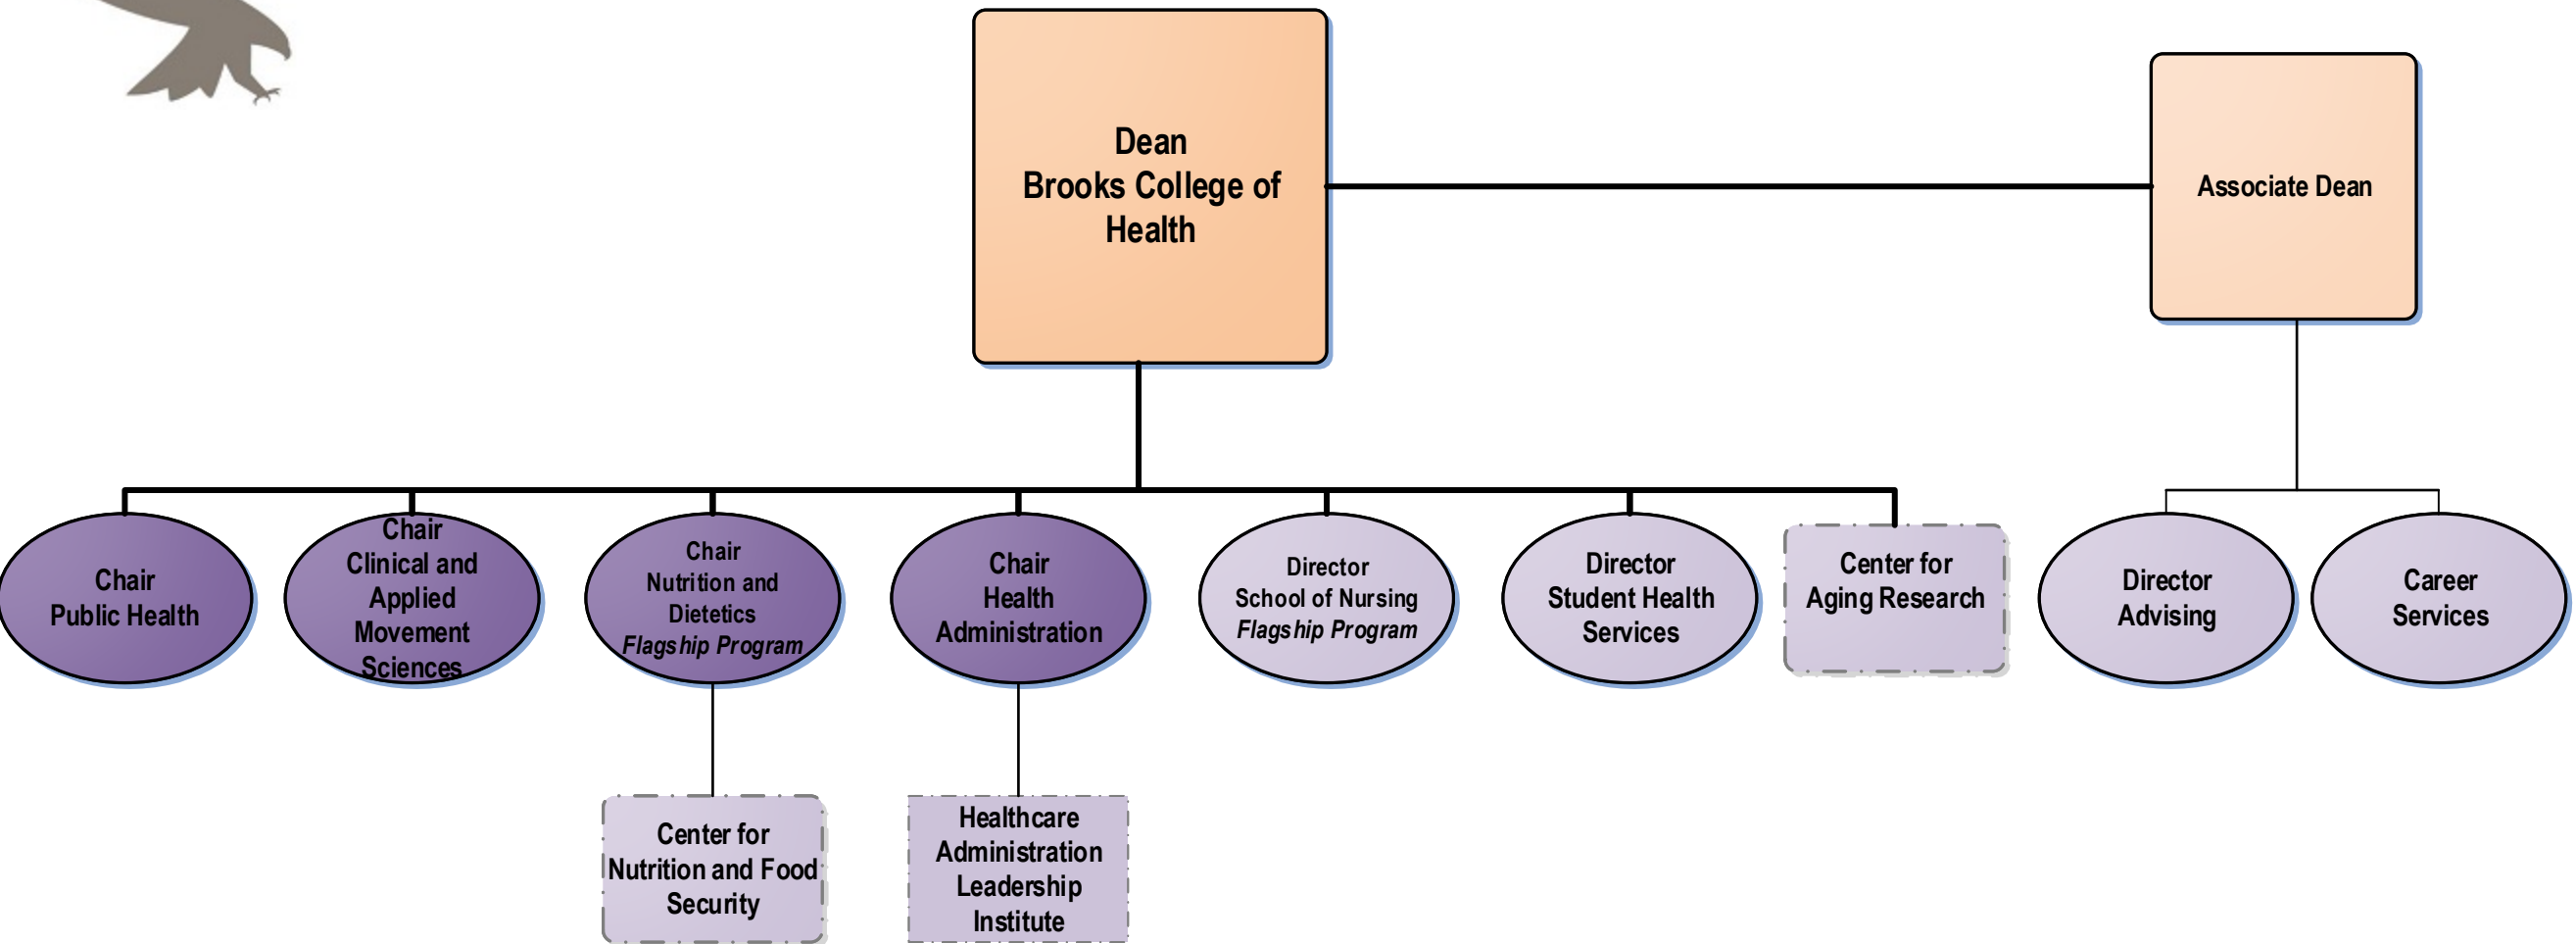 Dean
Brooks College of
Health
Associate Dean
Chair
Public Health
Chair
Clinical and
Applied
Movement
Sciences
Chair
Nutrition and
Dietetics
Flagship Program
Chair
Health
Administration
Director
School of Nursing
Flagship Program
Director
Student Health
Services
Center for
Aging Research
Director
Advising
Career
Services
Center for
Nutrition and Food
Security
Healthcare
Administration
Leadership
Institute